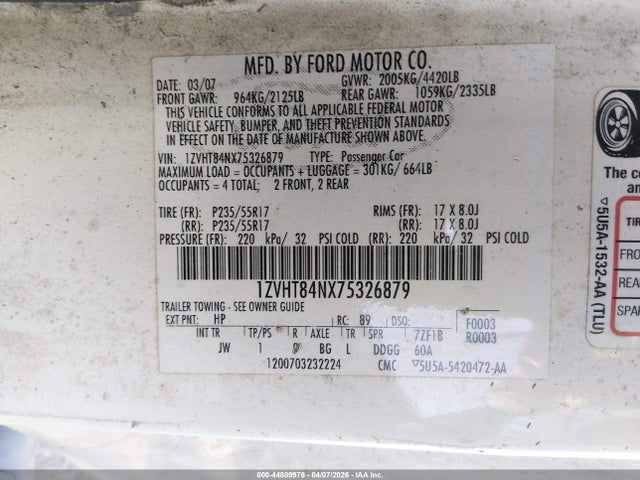 MFD. BY FORD MOTOR CO.
DATE: 03/07 GVWR: 2005KG/4420LB
FRONT GAWR: 964KG/2125LB REAR GAWR: 1059KG/2335LB
THIS VEHICLE CONFORMS TO ALL APPLICABLE FEDERAL MOTOR
VEHICLE SAFETY, BUMPER, AND THEFT PREVENTION STANDARDS
IN EFFECT ON THE DATE OF MANUFACTURE SHOWN ABOVE.
VIN: 1ZVHT84NX75326879 TYPE: Passenger Car
MAXIMUM LOAD = OCCUPANTS + LUGGAGE = 301KG/ 664LB
OCCUPANTS = 4 TOTAL; 2 FRONT, 2 REAR
TIRE (FR): P235/55R17 RIMS (FR): 17 X 8.0J
(RR): P235/55R17 (RR): 17 X 8.0J
PRESSURE (FR): 220 kPa/ 32 PSI COLD (RR): 220 kPa/ 32 PSI COLD
1ZVHT84NX75326879
TRAILER TOWING - SEE OWNER GUIDE
EXT PNT: HP RC: 89 DSO: F0003
INT TR TP/PS R AXLE TR SPR 7ZF1B R0003
JW 1 BG L DDGG 60A
1200703232224 CMC ▽5U5A-5420472-AA
The co
an
TIR
FRO
REA
SPA
▽5U5A-1532-AA (TLU)
000-44809976 - 04/07/2026 - IAAI.COM